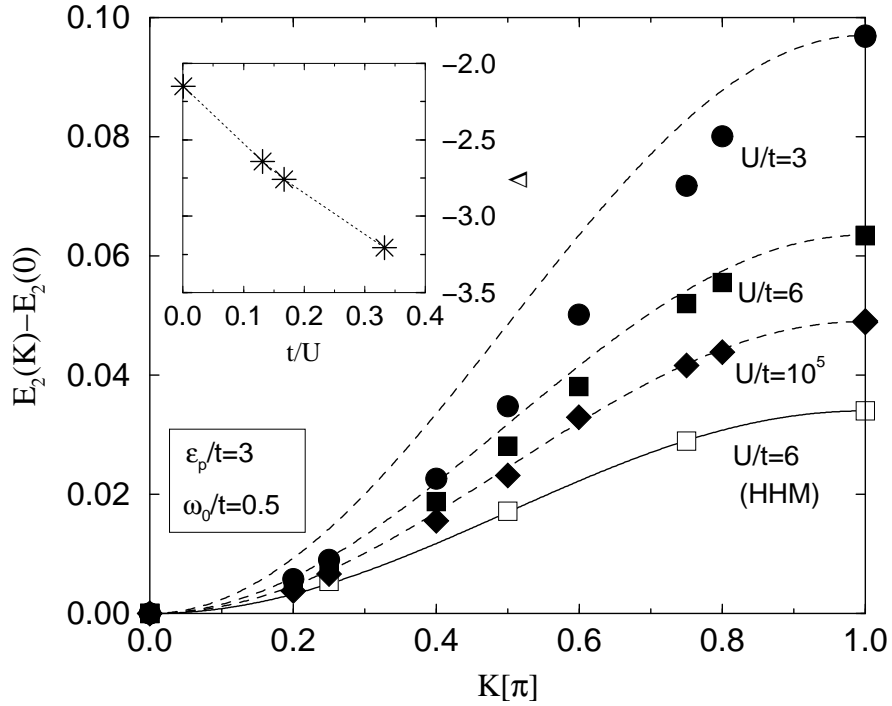 0.10
0.08
0.06
0.04
0.02
0.00
E₂(K)−E₂(0)
0.0
0.2
0.4
0.6
0.8
1.0
K[π]
−2.0
−2.5
−3.0
−3.5
Δ
0.0
0.1
0.2
0.3
0.4
t/U
U/t=3
U/t=6
U/t=10⁵
U/t=6
(HHM)
εₚ/t=3
ω₀/t=0.5